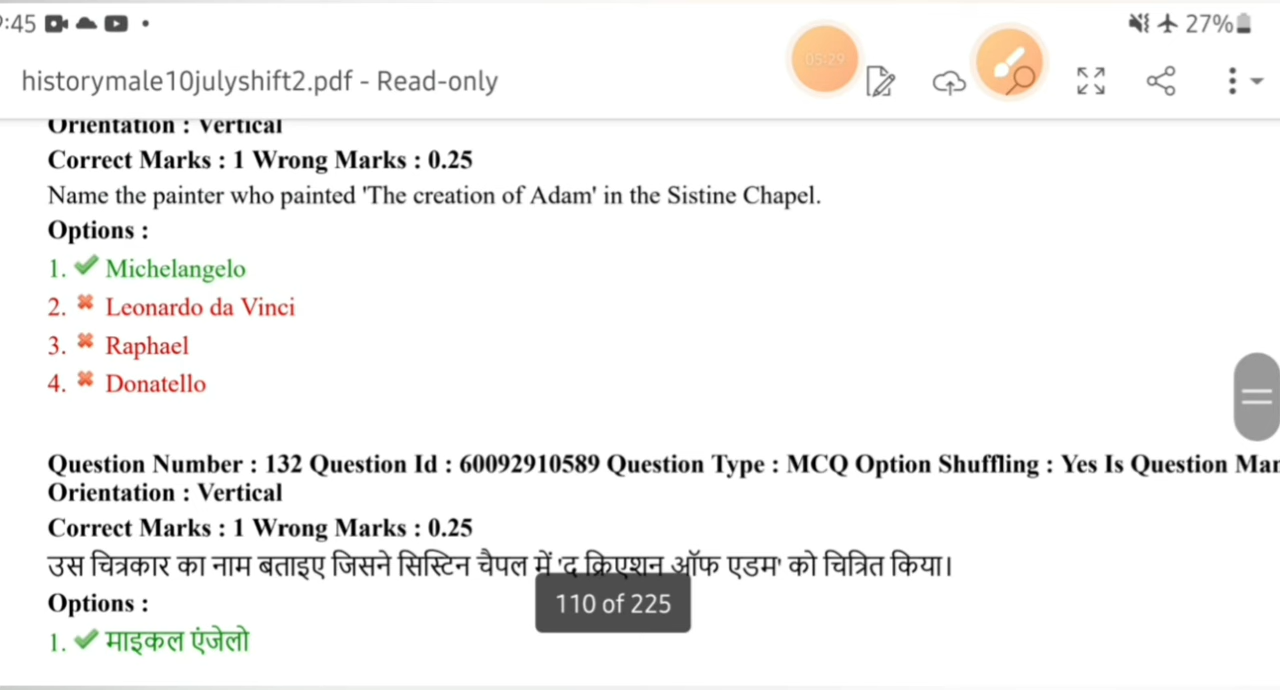 :45
27%
05:29
historymale10julyshift2.pdf - Read-only
Orientation : Vertical
Correct Marks : 1 Wrong Marks : 0.25
Name the painter who painted 'The creation of Adam' in the Sistine Chapel.
Options :
1. ✔ Michelangelo
2. ✖ Leonardo da Vinci
3. ✖ Raphael
4. ✖ Donatello
Question Number : 132 Question Id : 60092910589 Question Type : MCQ Option Shuffling : Yes Is Question
Orientation : Vertical
Correct Marks : 1 Wrong Marks : 0.25
उस चित्रकार का नाम बताइए जिसने सिस्टिन चैपल में 'द क्रिएशन ऑफ एडम' को चित्रित किया।
Options :
110 of 225
1. ✔ माइकल एंजेलो